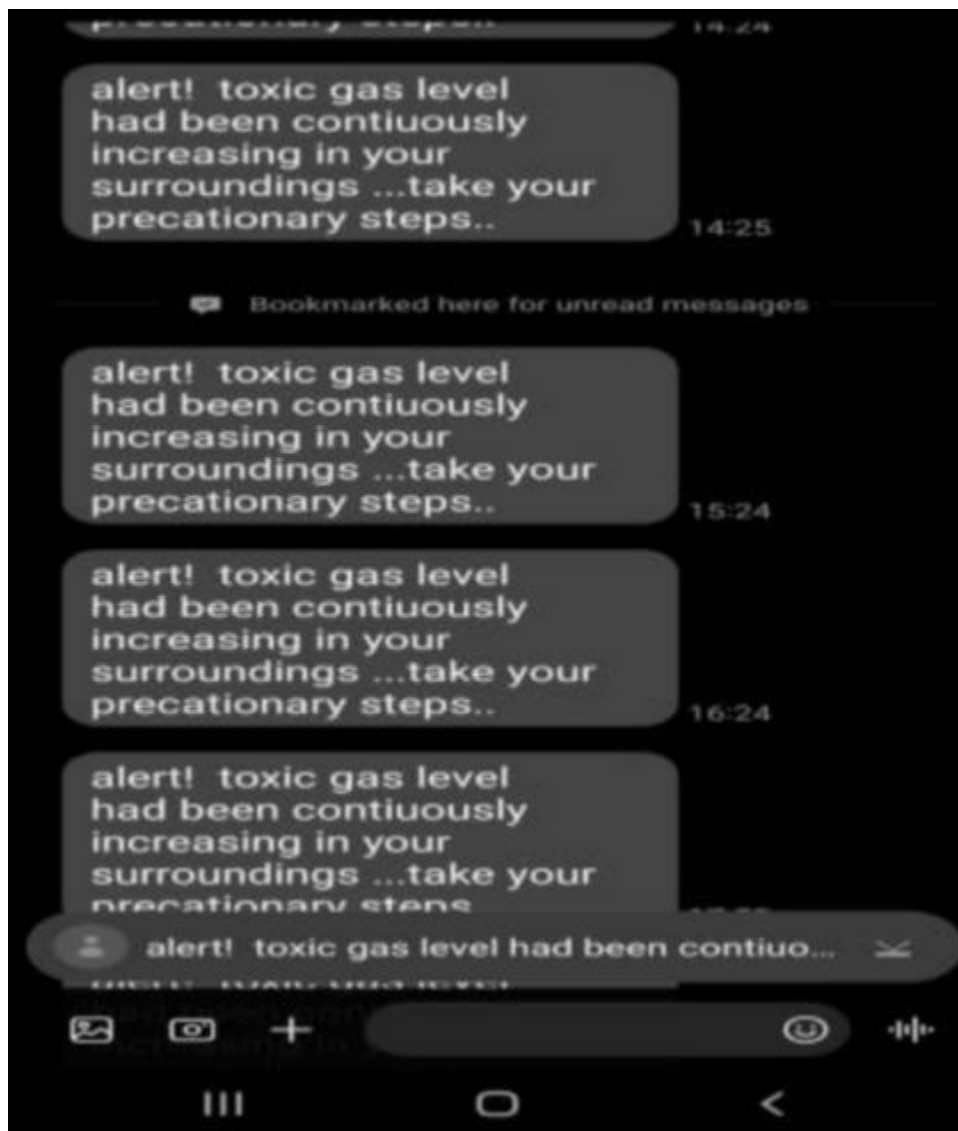 14:24
alert!  toxic gas level
had been contiuously
increasing in your
surroundings ...take your
precationary steps..
14:25
Bookmarked here for unread messages
alert!  toxic gas level
had been contiuously
increasing in your
surroundings ...take your
precationary steps..
15:24
alert!  toxic gas level
had been contiuously
increasing in your
surroundings ...take your
precationary steps..
16:24
alert!  toxic gas level
had been contiuously
increasing in your
surroundings ...take your
precationary steps
alert!  toxic gas level had been contiuo...